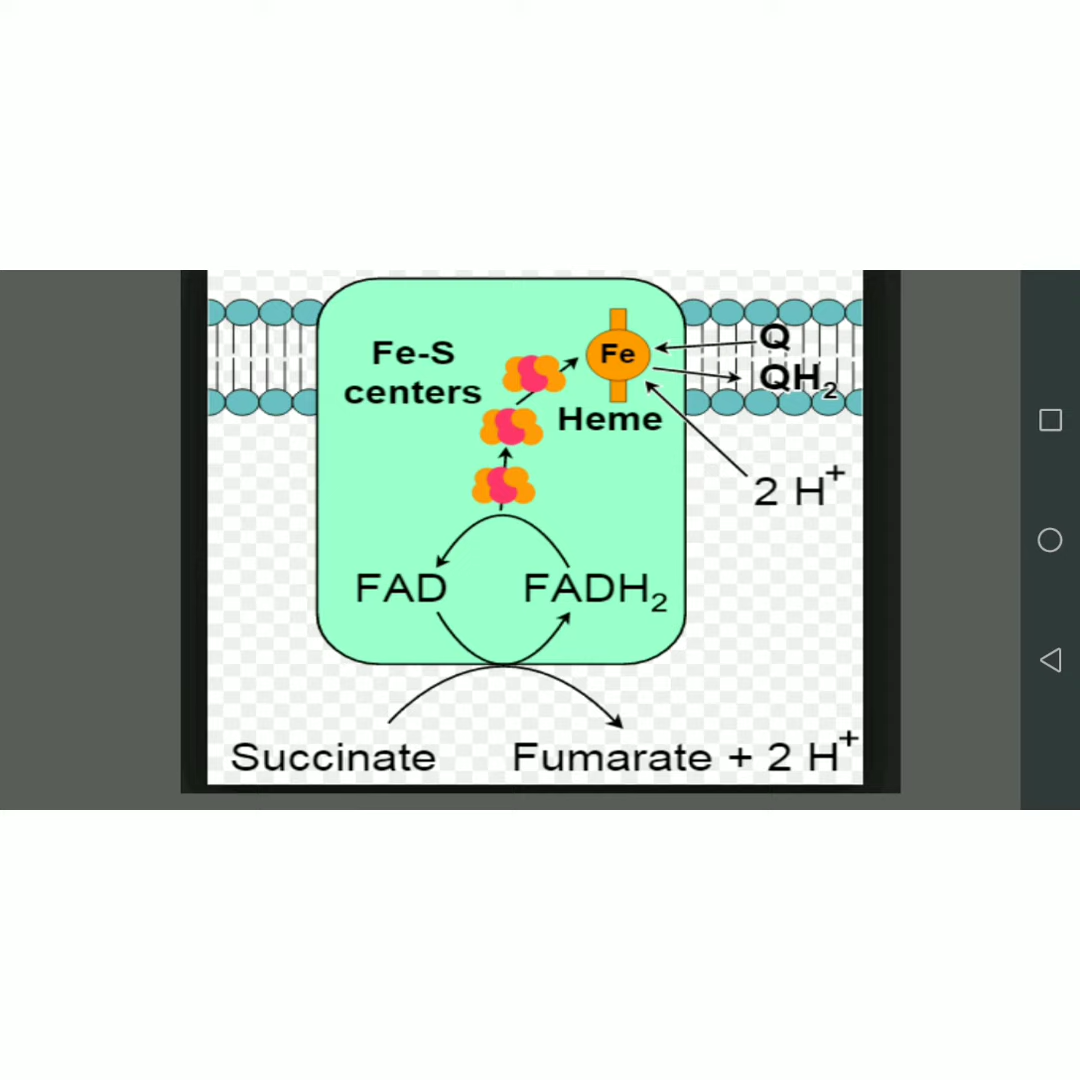 Fe-S
centers
Fe
Heme
Q
QH₂
2 H⁺
FAD
FADH₂
Succinate
Fumarate + 2 H⁺